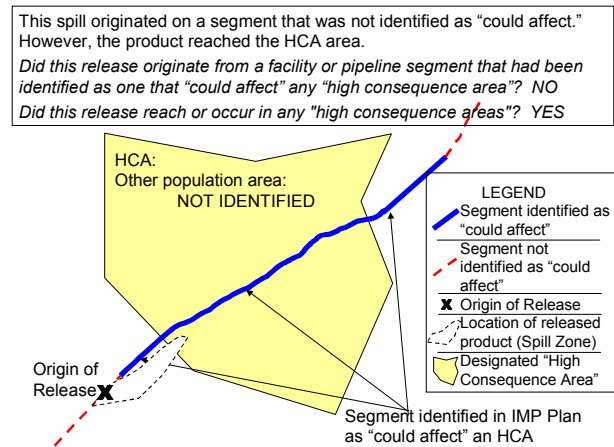 This spill originated on a segment that was not identified as “could affect.”
However, the product reached the HCA area.
Did this release originate from a facility or pipeline segment that had been
identified as one that “could affect” any “high consequence area”? NO
Did this release reach or occur in any "high consequence areas"? YES
HCA:
Other population area:
NOT IDENTIFIED
LEGEND
Segment identified as
“could affect”
Segment not
identified as “could
affect”
Origin of Release
Location of released
product (Spill Zone)
Designated “High
Consequence Area”
Origin of
Release
Segment identified in IMP Plan
as “could affect” an HCA